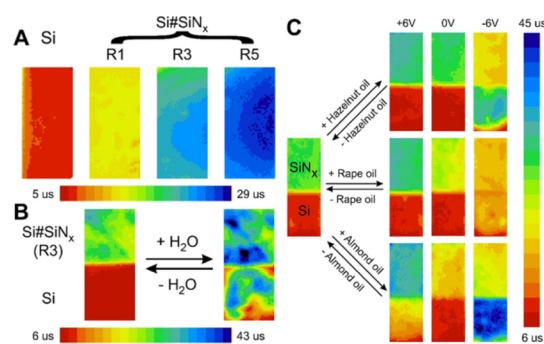 A
Si
Si#SiNx
R1 R3 R5
5 us 29 us
B
Si#SiNx
(R3)
Si
+ H2O
- H2O
6 us 43 us
C
+6V 0V -6V
45 us
+ Hazelnut oil
- Hazelnut oil
SiNx
Si
+ Rape oil
- Rape oil
+ Almond oil
- Almond oil
6 us